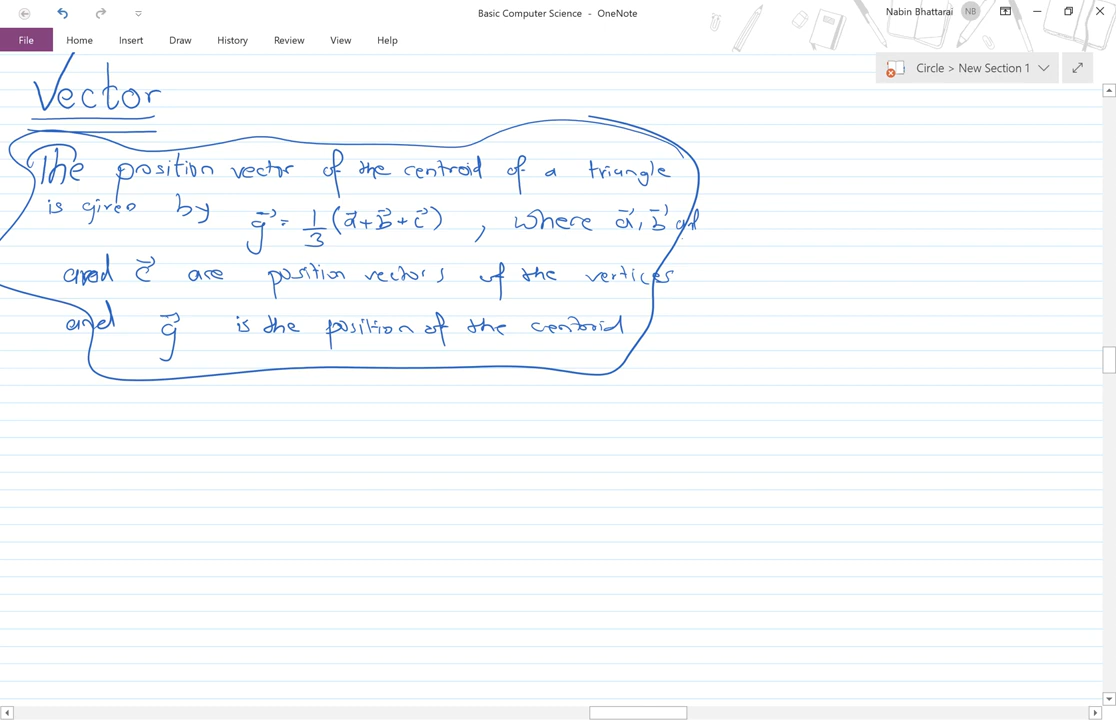 Basic Computer Science - OneNote
Nabin Bhattarai NB
File Home Insert Draw History Review View Help
Circle > New Section 1
Vector
The position vector of the centroid of a triangle
is given by g⃗ = 1/3 (a⃗ + b⃗ + c⃗) , where a⃗, b⃗
and c⃗ are position vectors of the vertices
and g⃗ is the position of the centroid